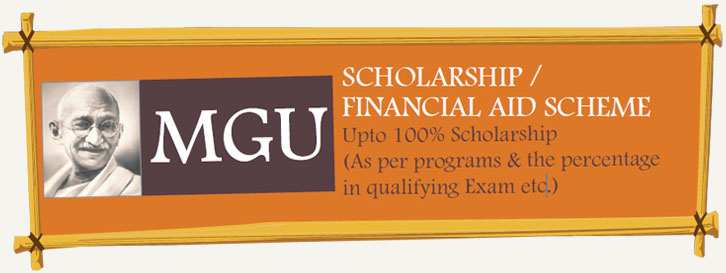 MGU
SCHOLARSHIP /
FINANCIAL AID SCHEME
Upto 100% Scholarship
(As per programs & the percentage
in qualifying Exam etc.)